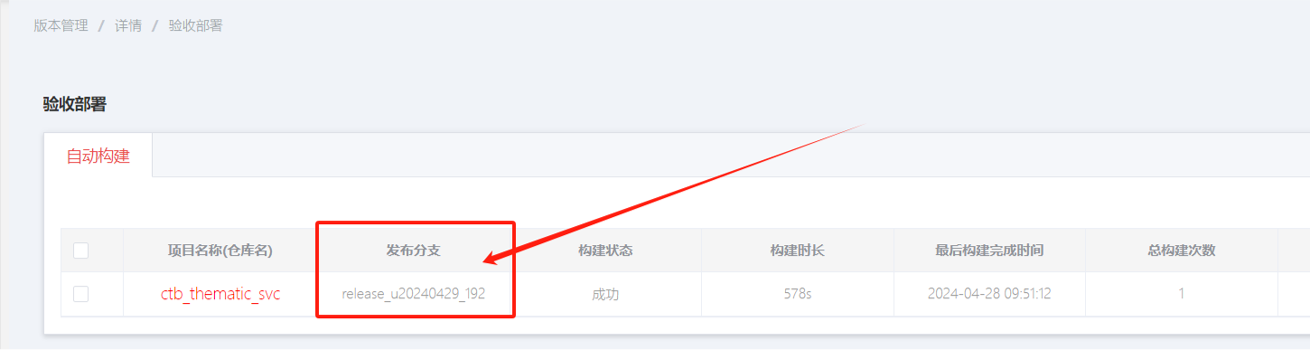 版本管理 / 详情 / 验收部署
验收部署
自动构建
项目名称(仓库名) 发布分支 构建状态 构建时长 最后构建完成时间 总构建次数
ctb_thematic_svc release_u20240429_192 成功 578s 2024-04-28 09:51:12 1